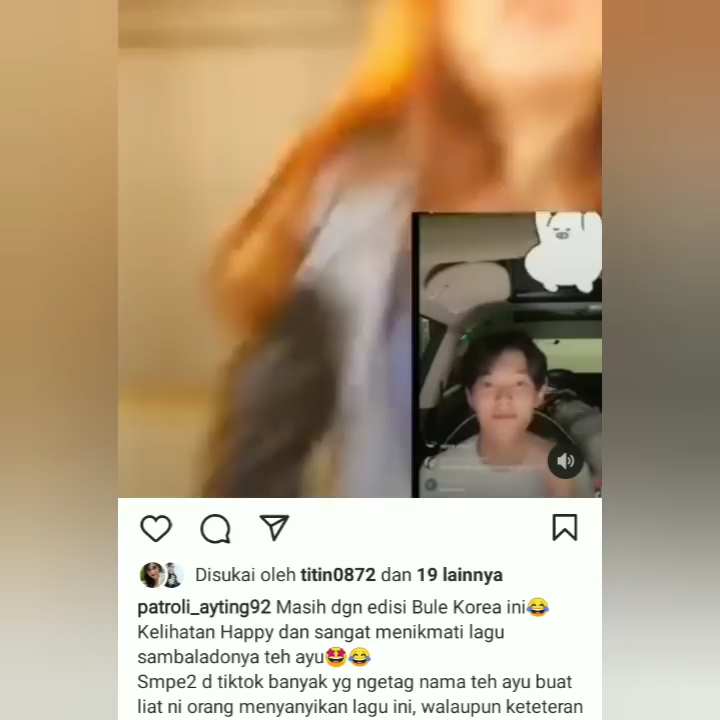 Disukai oleh titin0872 dan 19 lainnya
patroli_ayting92 Masih dgn edisi Bule Korea ini😂
Kelihatan Happy dan sangat menikmati lagu
sambaladonya teh ayu🤩😂
Smpe2 d tiktok banyak yg ngetag nama teh ayu buat
liat ni orang menyanyikan lagu ini, walaupun keteteran